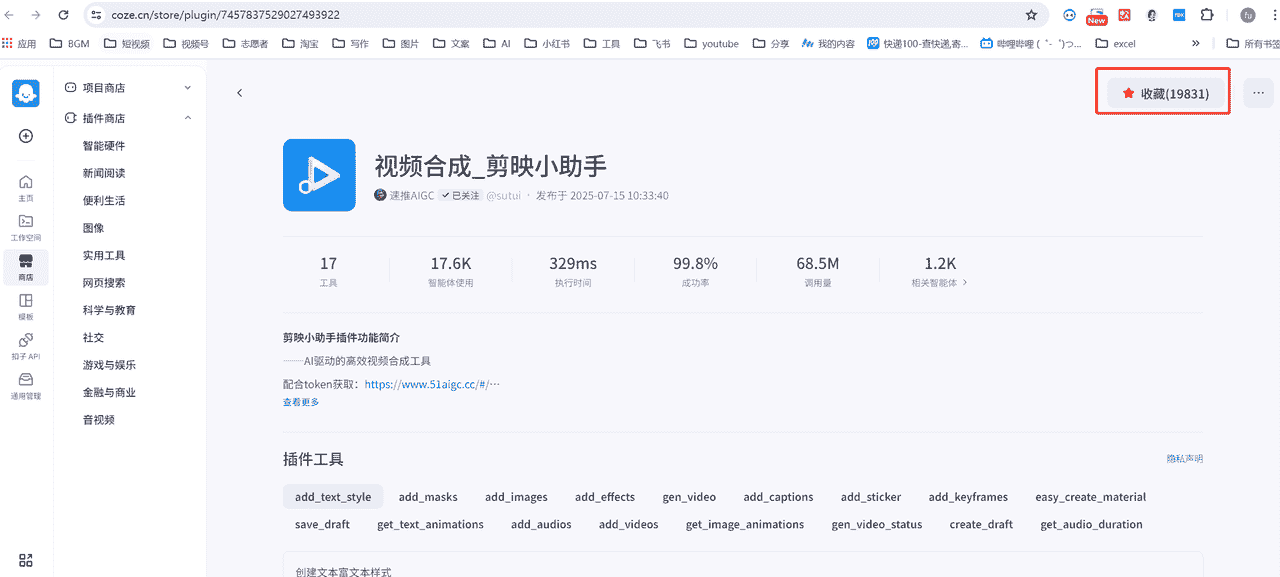 coze.cn/store/plugin/7457837529027493922
New
fu
应用 BGM 短视频 视频号 志愿者 淘宝 写作 图片 文案 AI 小红书 工具 飞书 youtube 分享 我的内容 快递100-查快递,寄... 哔哩哔哩 ( ゜- ゜)つ... excel » 所有书签
项目商店
收藏(19831)
插件商店
智能硬件
新闻阅读
便利生活
图像
实用工具
网页搜索
科学与教育
社交
游戏与娱乐
金融与商业
音视频
主页
工作空间
商店
模板
扣子 API
通用管理
视频合成_剪映小助手
速推AIGC 已关注 @sutui · 发布于 2025-07-15 10:33:40
17 17.6K 329ms 99.8% 68.5M 1.2K
工具 智能体使用 执行时间 成功率 调用量 相关智能体 >
剪映小助手插件功能简介
┈┈AI驱动的高效视频合成工具
配合token获取：https://www.51aigc.cc/#/…
查看更多
插件工具 隐私声明
add_text_style add_masks add_images add_effects gen_video add_captions add_sticker add_keyframes easy_create_material
save_draft get_text_animations add_audios add_videos get_image_animations gen_video_status create_draft get_audio_duration
创建文本富文本样式